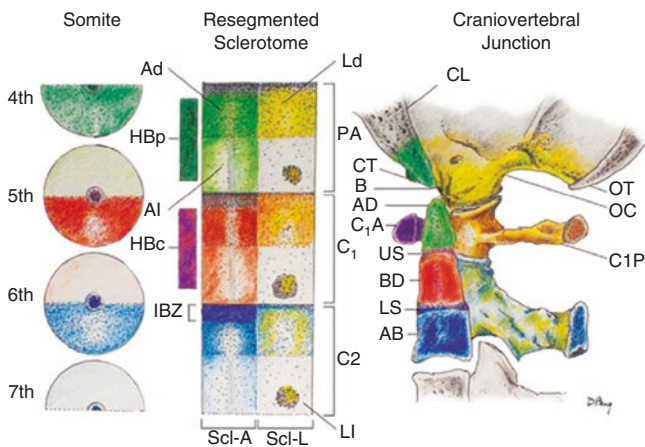 Somite
Resegmented
Sclerotome
Craniovertebral
Junction
4th
5th
6th
7th
Ad
HBp
AI
HBc
IBZ
Ld
PA
C1
C2
LI
Scl-A
Scl-L
CL
CT
B
AD
C1A
US
BD
LS
AB
OT
OC
C1P
D. Pang